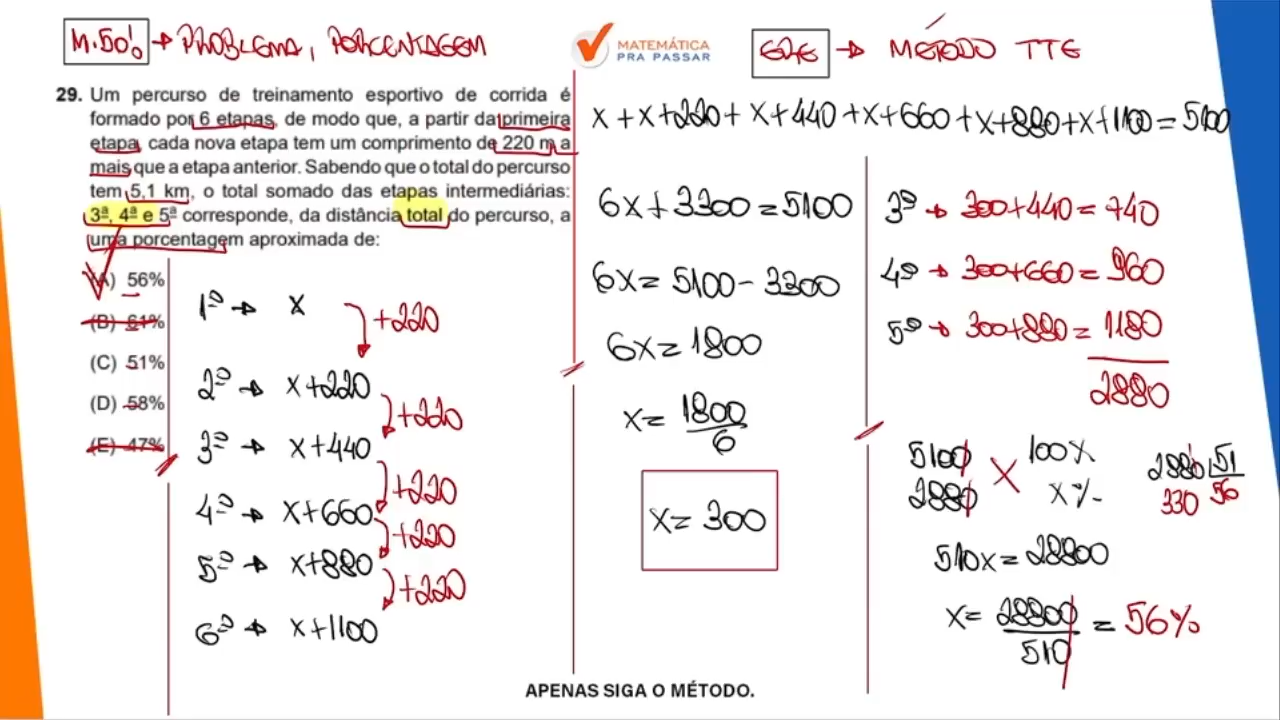 M.50% → PROBLEMA, PORCENTAGEM
MATEMÁTICA
PRA PASSAR
→ MÉTODO TTE
29. Um percurso de treinamento esportivo de corrida é
formado por 6 etapas, de modo que, a partir da primeira
etapa, cada nova etapa tem um comprimento de 220 m a
mais que a etapa anterior. Sabendo que o total do percurso
tem 5,1 km, o total somado das etapas intermediárias:
3ª, 4ª e 5ª corresponde, da distância total do percurso, a
uma porcentagem aproximada de:
(A) 56%
(B) 61%
(C) 51%
(D) 58%
(E) 47%
1º → x
+220
2º → x+220
+220
3º → x+440
+220
4º → x+660
+220
5º → x+880
+220
6º → x+1100
x+x+220+x+440+x+660+x+880+x+1100=5100
6x+3300=5100
6x=5100-3300
6x=1800
x=1800/6
x=300
3º → 300+440=740
4º → 300+660=960
5º → 300+880=1180
2880
5100 100%
2880 x%
2880 51
330 56
510x=28800
x=28800/510=56%
APENAS SIGA O MÉTODO.